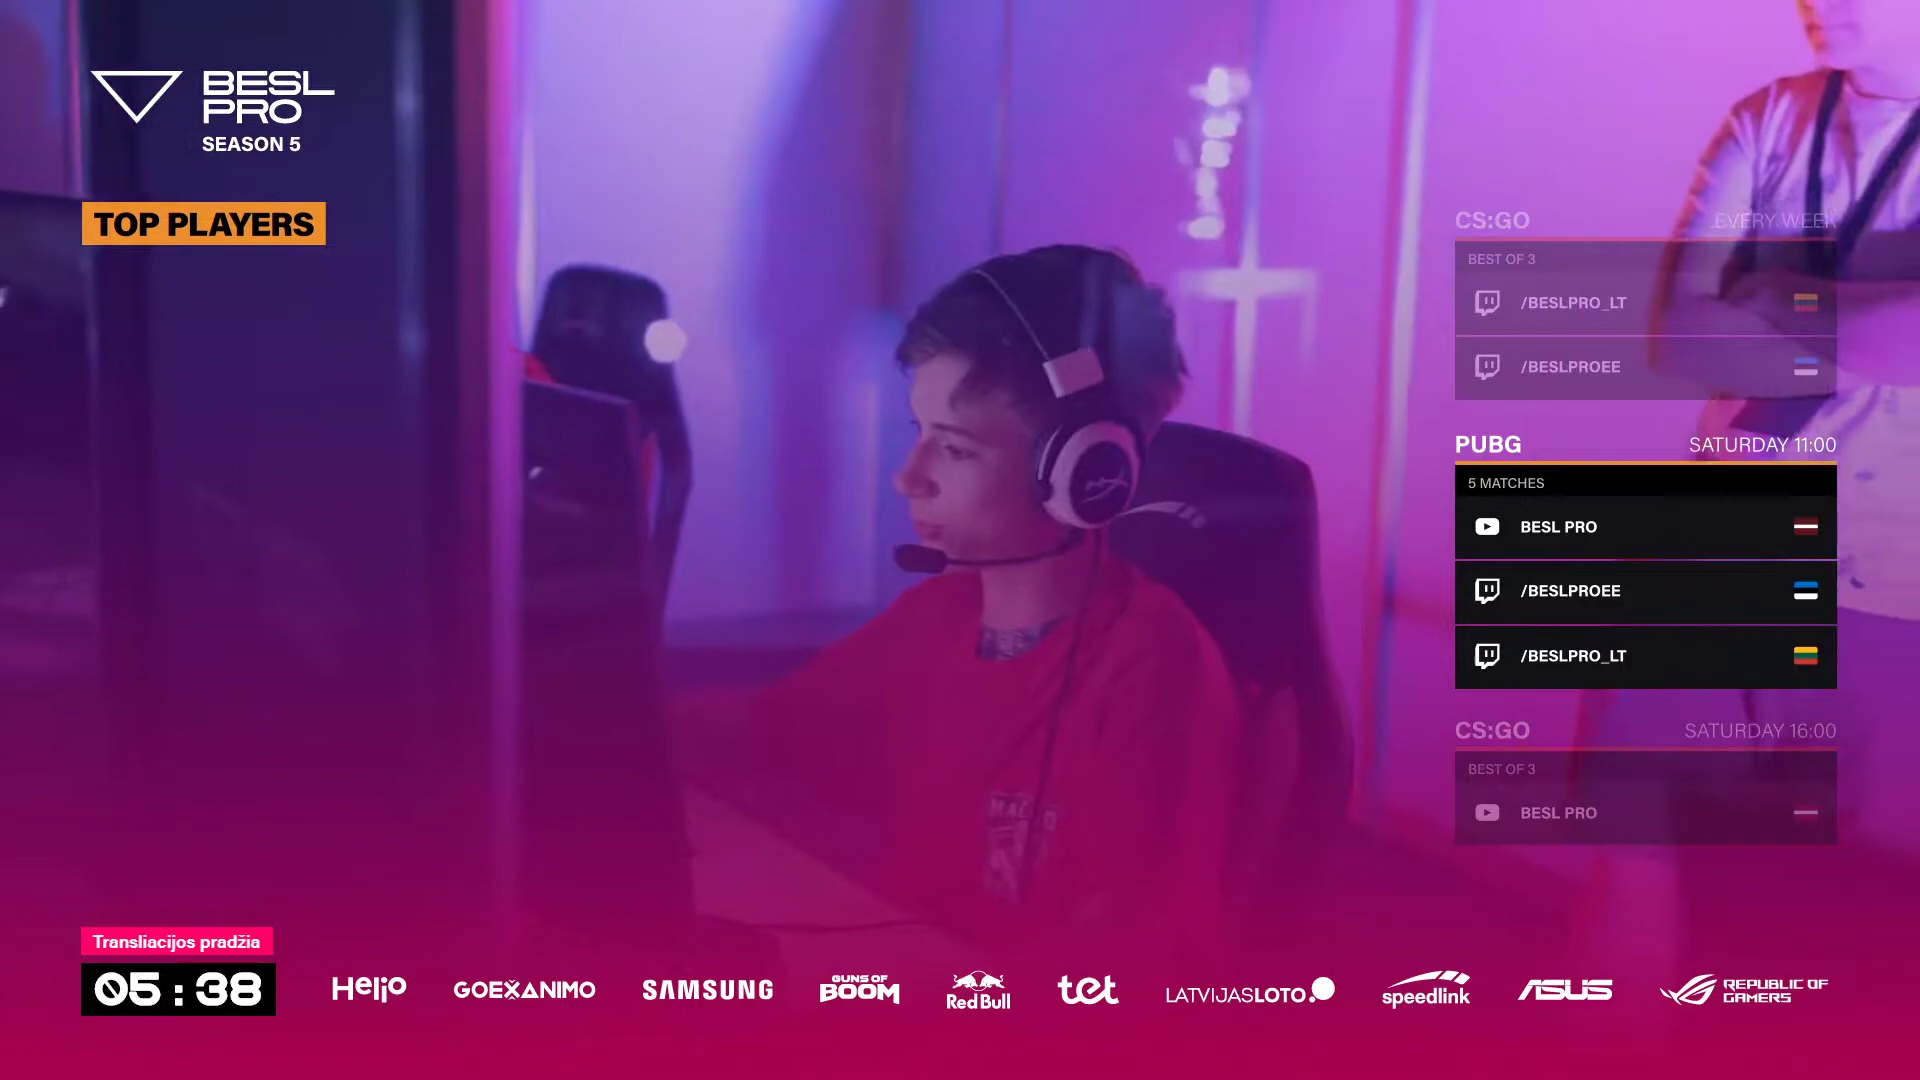 BESL
PRO
SEASON 5
TOP PLAYERS
CS:GO EVERY WEEK
BEST OF 3
/BESLPRO_LT
/BESLPROEE
PUBG SATURDAY 11:00
5 MATCHES
BESL PRO
/BESLPROEE
/BESLPRO_LT
CS:GO SATURDAY 16:00
BEST OF 3
BESL PRO
Transliacijos pradžia
05:38
Helio
GOEXANIMO
SAMSUNG
GUNS OF
BOOM
Red Bull
tet
LATVIJASLOTO
speedlink
ASUS
REPUBLIC OF
GAMERS